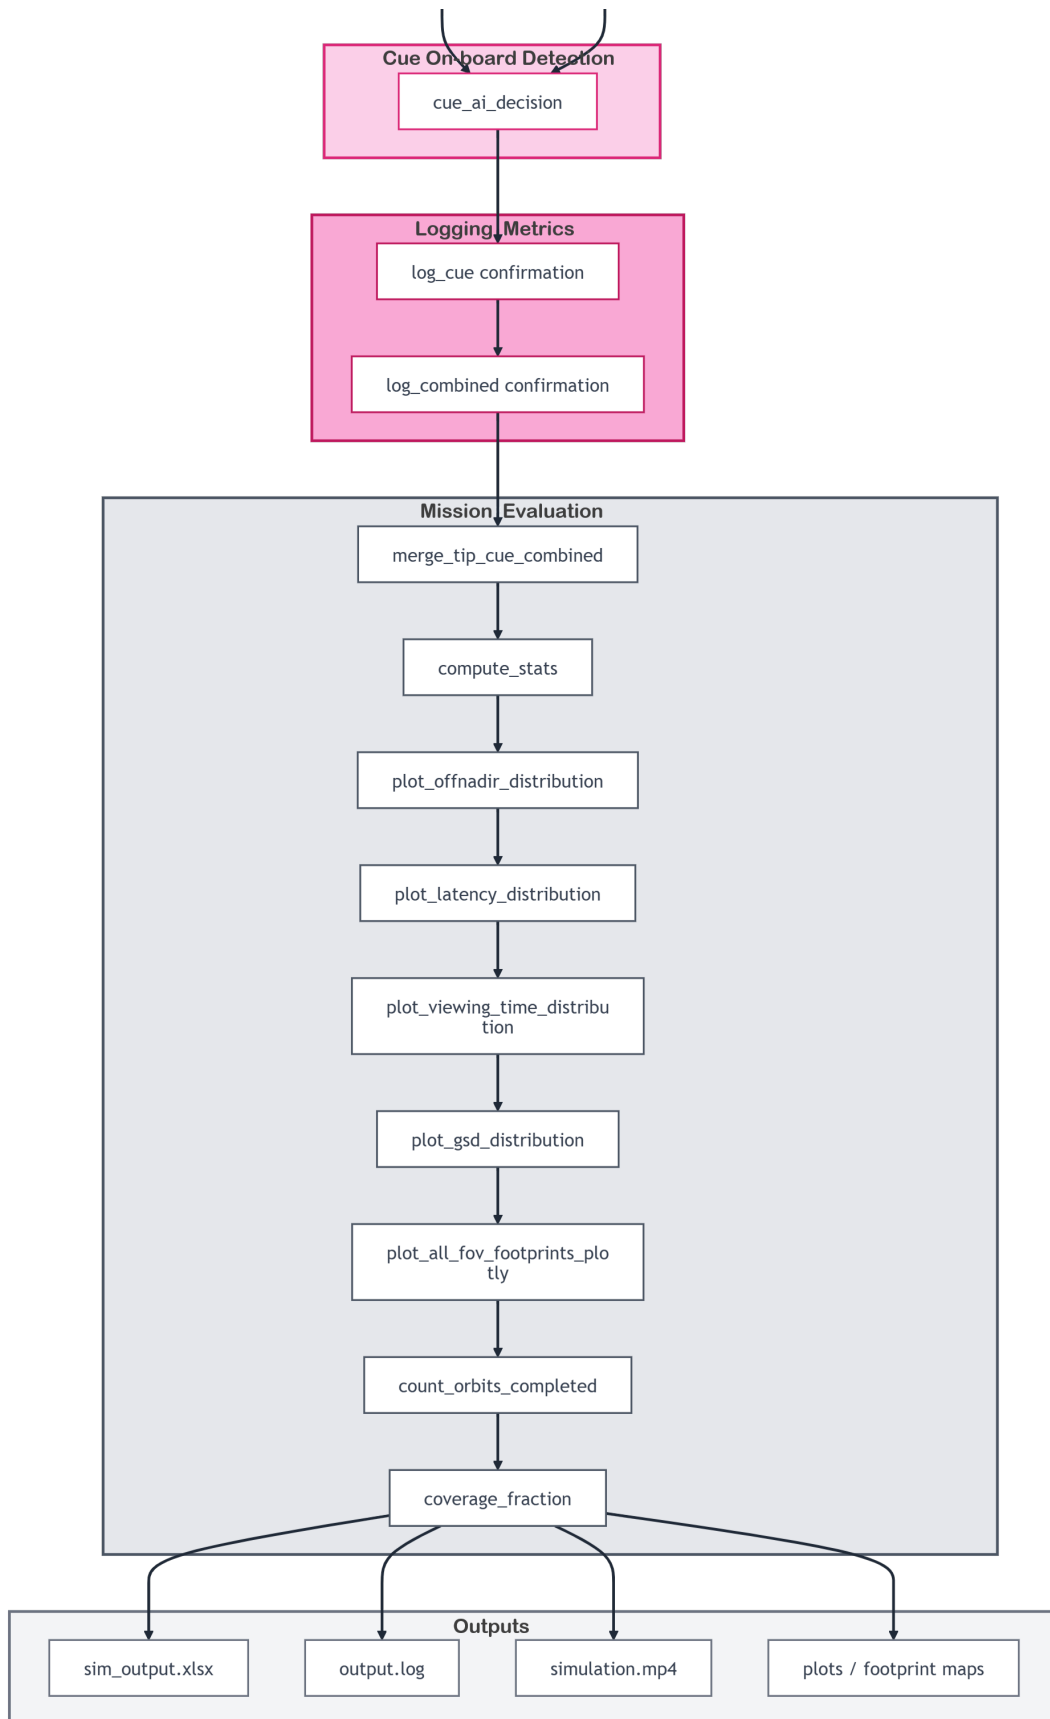 Cue On-board Detection
cue_ai_decision
Logging_Metrics
log_cue confirmation
log_combined confirmation
Mission_Evaluation
merge_tip_cue_combined
compute_stats
plot_offnadir_distribution
plot_latency_distribution
plot_viewing_time_distribu
tion
plot_gsd_distribution
plot_all_fov_footprints_plo
tly
count_orbits_completed
coverage_fraction
Outputs
sim_output.xlsx
output.log
simulation.mp4
plots / footprint maps